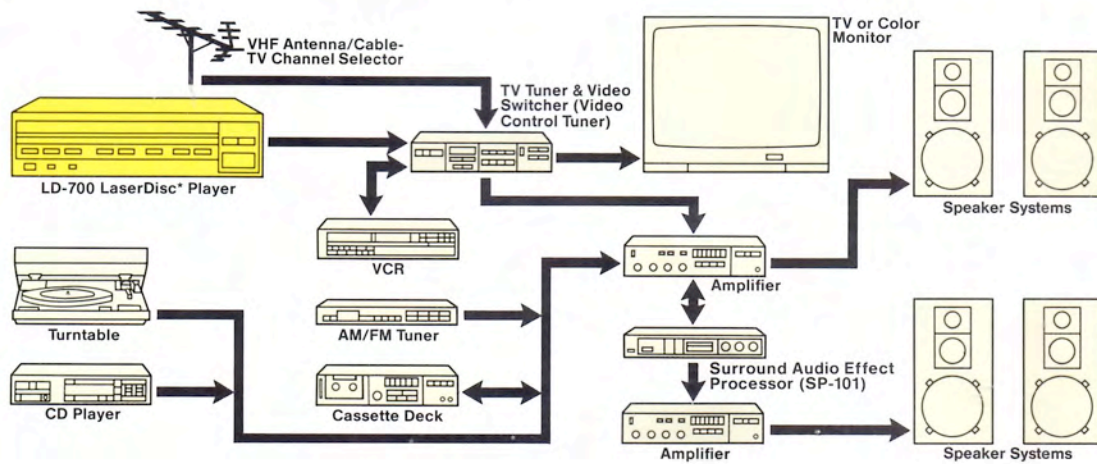 VHF Antenna/Cable-
TV Channel Selector
TV or Color
Monitor
TV Tuner & Video
Switcher (Video
Control Tuner)
LD-700 LaserDisc* Player
Speaker Systems
VCR
Amplifier
Turntable
AM/FM Tuner
Surround Audio Effect
Processor (SP-101)
CD Player
Cassette Deck
Amplifier
Speaker Systems